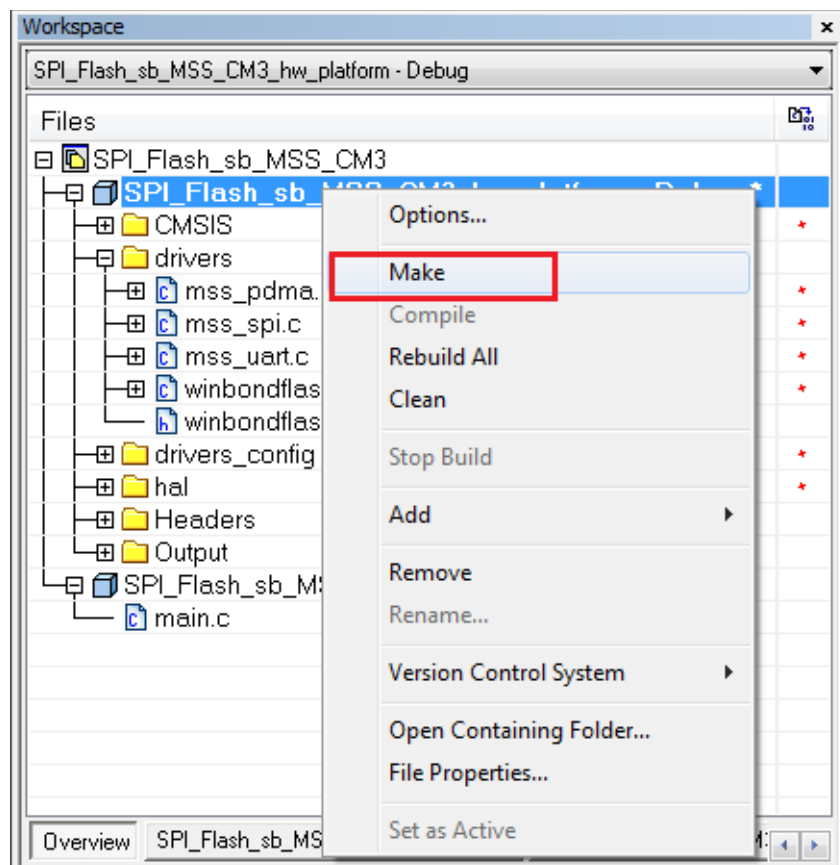 Workspace
SPI_Flash_sb_MSS_CM3_hw_platform - Debug
Files
SPI_Flash_sb_MSS_CM3
SPI_Flash_sb_MSS_CM3_hw_platform - Debug *
CMSIS
drivers
mss_pdma.
mss_spi.c
mss_uart.c
winbondflas
winbondflas
drivers_config
hal
Headers
Output
SPI_Flash_sb_M
main.c
Options...
Make
Compile
Rebuild All
Clean
Stop Build
Add
Remove
Rename...
Version Control System
Open Containing Folder...
File Properties...
Set as Active
Overview
SPI_Flash_sb_MS